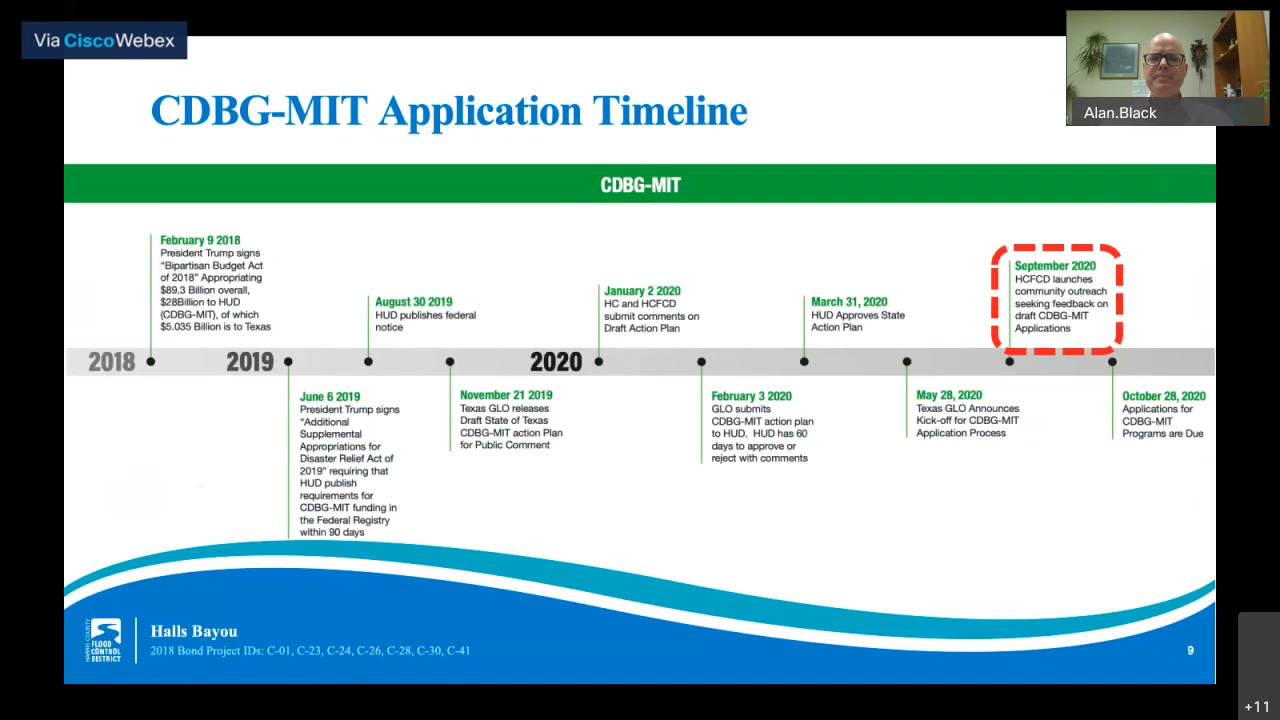 Via Cisco Webex
Alan.Black
CDBG-MIT Application Timeline
CDBG-MIT
February 9 2018
President Trump signs
“Bipartisan Budget Act
of 2018” Appropriating
$89.3 Billion overall,
$28Billion to HUD
(CDBG-MIT), of which
$5.035 Billion is to Texas
August 30 2019
HUD publishes federal
notice
January 2 2020
HC and HCFCD
submit comments on
Draft Action Plan
March 31, 2020
HUD Approves State
Action Plan
September 2020
HCFCD launches
community outreach
seeking feedback on
draft CDBG-MIT
Applications
2018
2019
2020
June 6 2019
President Trump signs
“Additional
Supplemental
Appropriations for
Disaster Relief Act of
2019” requiring that
HUD publish
requirements for
CDBG-MIT funding in
the Federal Registry
within 90 days
November 21 2019
Texas GLO releases
Draft State of Texas
CDBG-MIT action Plan
for Public Comment
February 3 2020
GLO submits
CDBG-MIT action plan
to HUD. HUD has 60
days to approve or
reject with comments
May 28, 2020
Texas GLO Announces
Kick-off for CDBG-MIT
Application Process
October 28, 2020
Applications for
CDBG-MIT
Programs are Due
HARRIS COUNTY
FLOOD
CONTROL
DISTRICT
Halls Bayou
2018 Bond Project IDs: C-01, C-23, C-24, C-26, C-28, C-30, C-41
9
+11